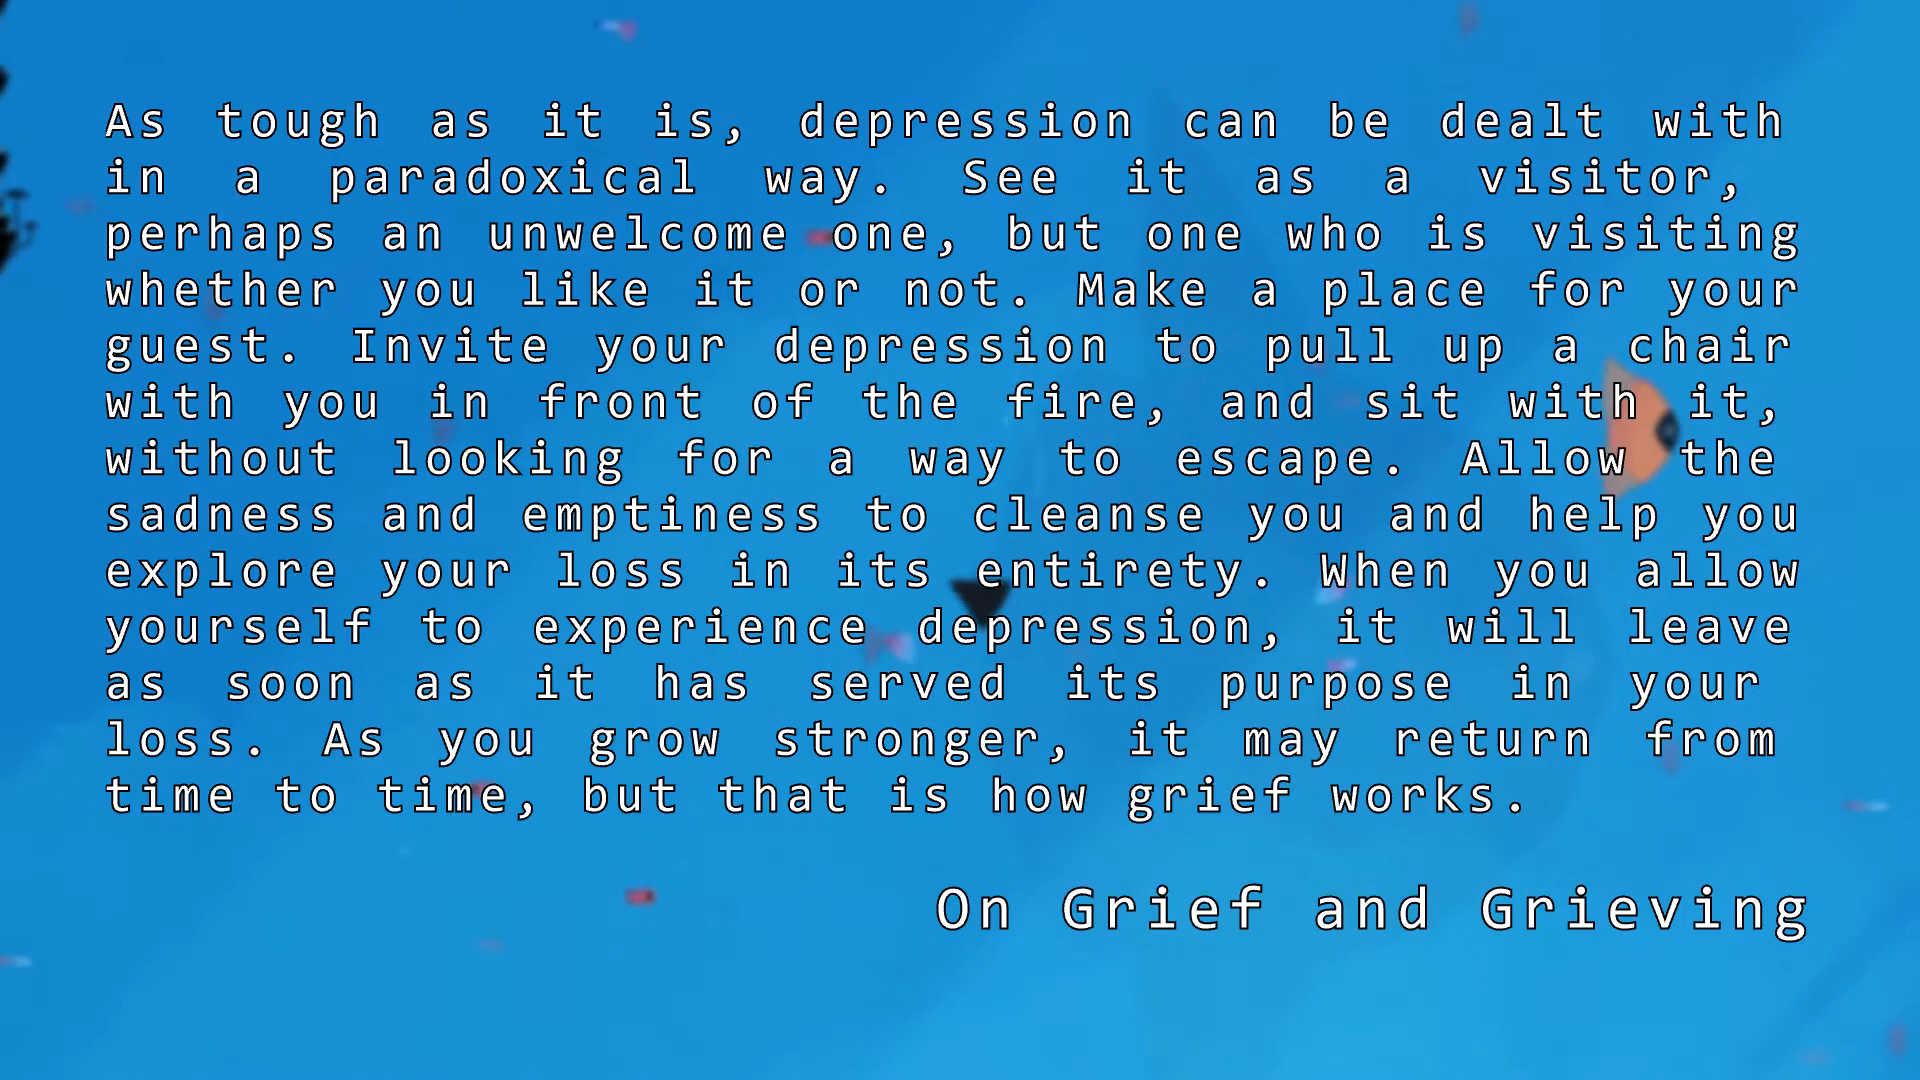 As tough as it is, depression can be dealt with
in a paradoxical way. See it as a visitor,
perhaps an unwelcome one, but one who is visiting
whether you like it or not. Make a place for your
guest. Invite your depression to pull up a chair
with you in front of the fire, and sit with it,
without looking for a way to escape. Allow the
sadness and emptiness to cleanse you and help you
explore your loss in its entirety. When you allow
yourself to experience depression, it will leave
as soon as it has served its purpose in your
loss. As you grow stronger, it may return from
time to time, but that is how grief works.
On Grief and Grieving